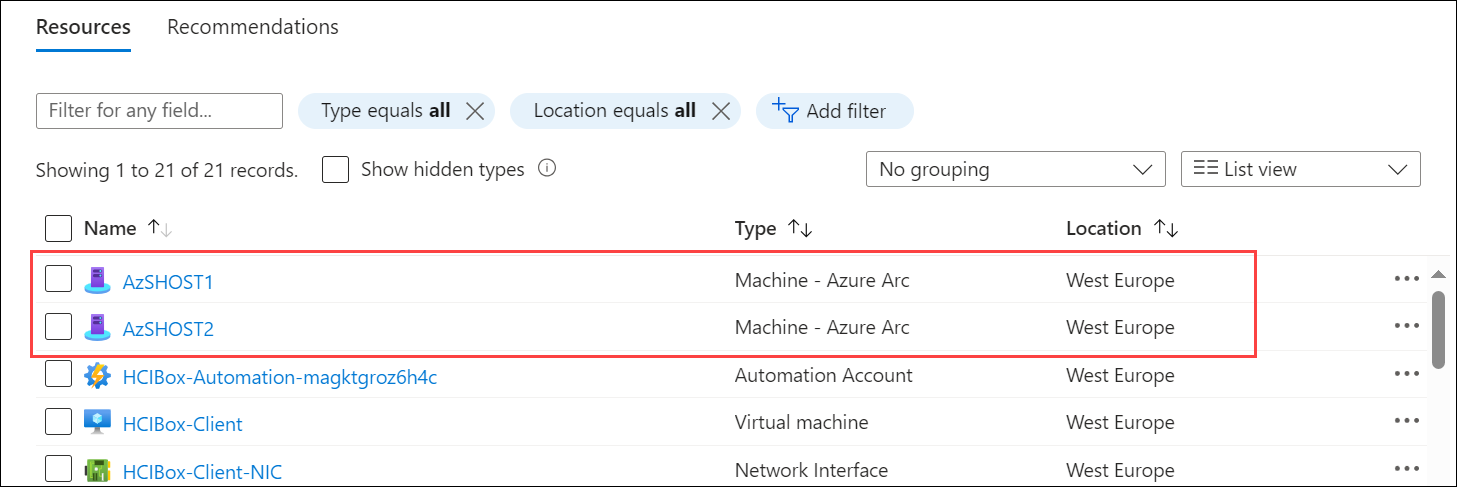 Resources Recommendations
Filter for any field... Type equals all Location equals all Add filter
Showing 1 to 21 of 21 records. Show hidden types No grouping List view
Name Type Location
AzSHOST1 Machine - Azure Arc West Europe
AzSHOST2 Machine - Azure Arc West Europe
HCIBox-Automation-magktgroz6h4c Automation Account West Europe
HCIBox-Client Virtual machine West Europe
HCIBox-Client-NIC Network Interface West Europe